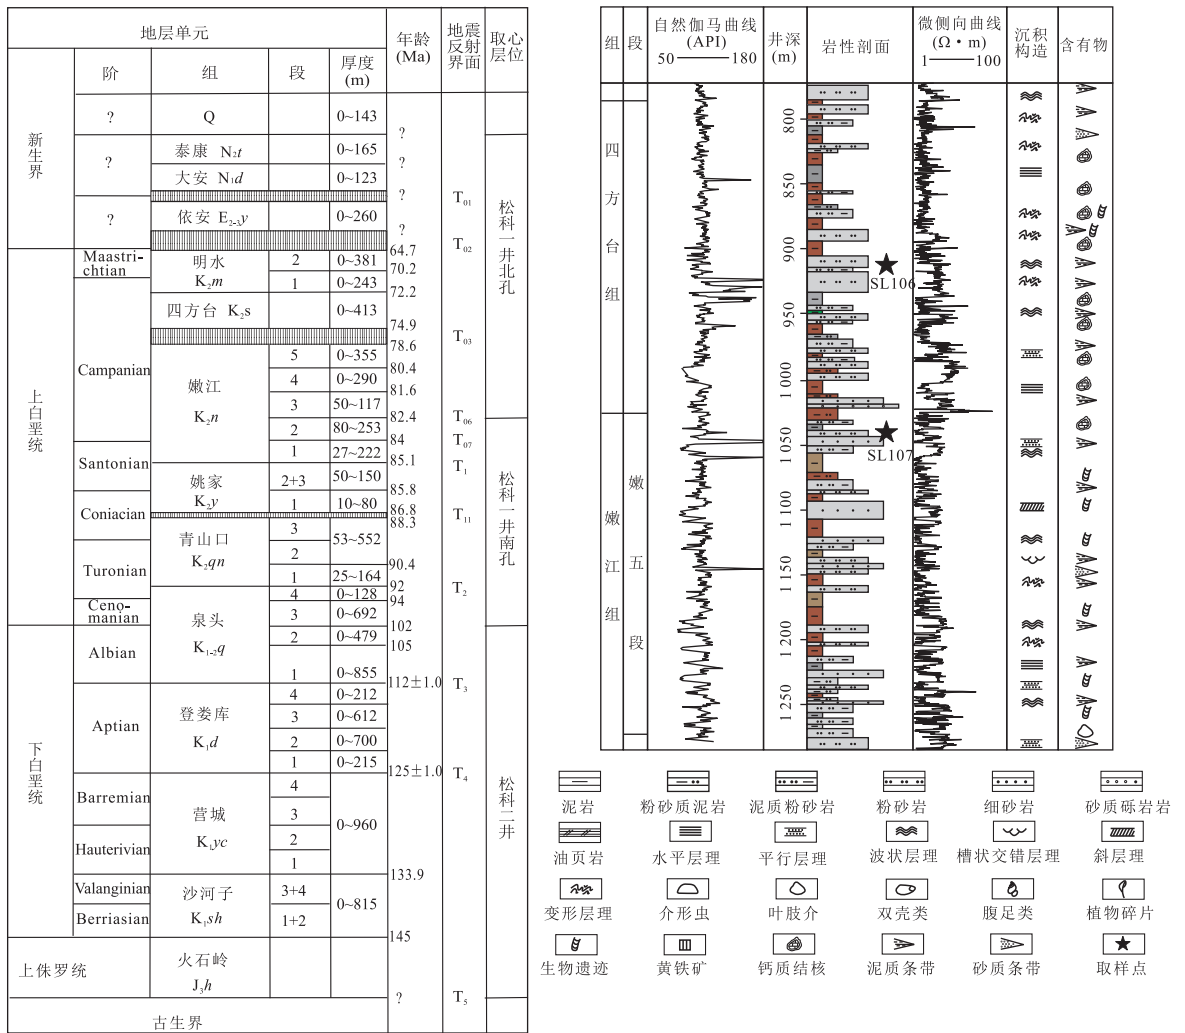 地层单元
阶
组
段
厚度
(m)
年龄
(Ma)
地震
反射
界面
取心
层位
新生界
?
Q
0~143
?
?
泰康 N₂t
0~165
?
大安 N₁d
0~123
?
T₀₁
?
依安 E₂₋₃y
0~260
?
T₀₂
松科一井北孔
64.7
上白垩统
Maastri-
chtian
明水
K₂m
2
0~381
70.2
1
0~243
72.2
四方台 K₂s
0~413
74.9
T₀₃
78.6
Campanian
嫩江
K₂n
5
0~355
80.4
4
0~290
81.6
3
50~117
82.4
T₀₆
2
80~253
84
T₀₇
1
27~222
85.1
T₁
Santonian
姚家
K₂y
2+3
50~150
85.8
1
10~80
86.8
88.3
T₁₁
松科一井南孔
Coniacian
青山口
K₂qn
3
53~552
2
90.4
Turonian
1
25~164
92
T₂
泉头
K₁₋₂q
4
0~128
94
Ceno-
manian
3
0~692
102
下白垩统
Albian
2
0~479
105
1
0~855
112±1.0
T₃
Aptian
登娄库
K₁d
4
0~212
3
0~612
2
0~700
1
0~215
125±1.0
T₄
松科二井
Barremian
营城
K₁yc
4
3
0~960
Hauterivian
2
1
133.9
Valanginian
沙河子
K₁sh
3+4
0~815
Berriasian
1+2
145
上侏罗统
火石岭
J₃h
?
T₅
古生界
组
段
自然伽马曲线
(API)
50
180
井深
(m)
岩性剖面
微侧向曲线
(Ω·m)
1
100
沉积
构造
含有物
四方台组
嫩江组
嫩五段
800
850
900
950
1 000
1 050
1 100
1 150
1 200
1 250
SL106
SL107
泥岩
粉砂质泥岩
泥质粉砂岩
粉砂岩
细砂岩
砂质砾岩岩
油页岩
水平层理
平行层理
波状层理
槽状交错层理
斜层理
变形层理
介形虫
叶肢介
双壳类
腹足类
植物碎片
生物遗迹
黄铁矿
钙质结核
泥质条带
砂质条带
取样点